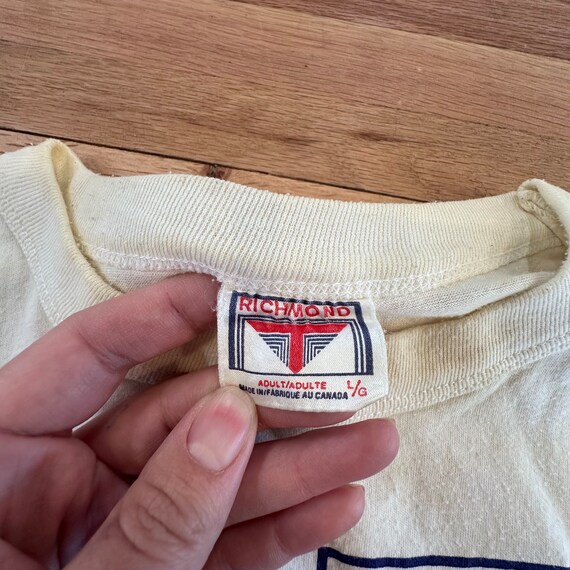 RICHMOND
ADULT/ADULTE L/G
MADE IN/FABRIQUE AU CANADA